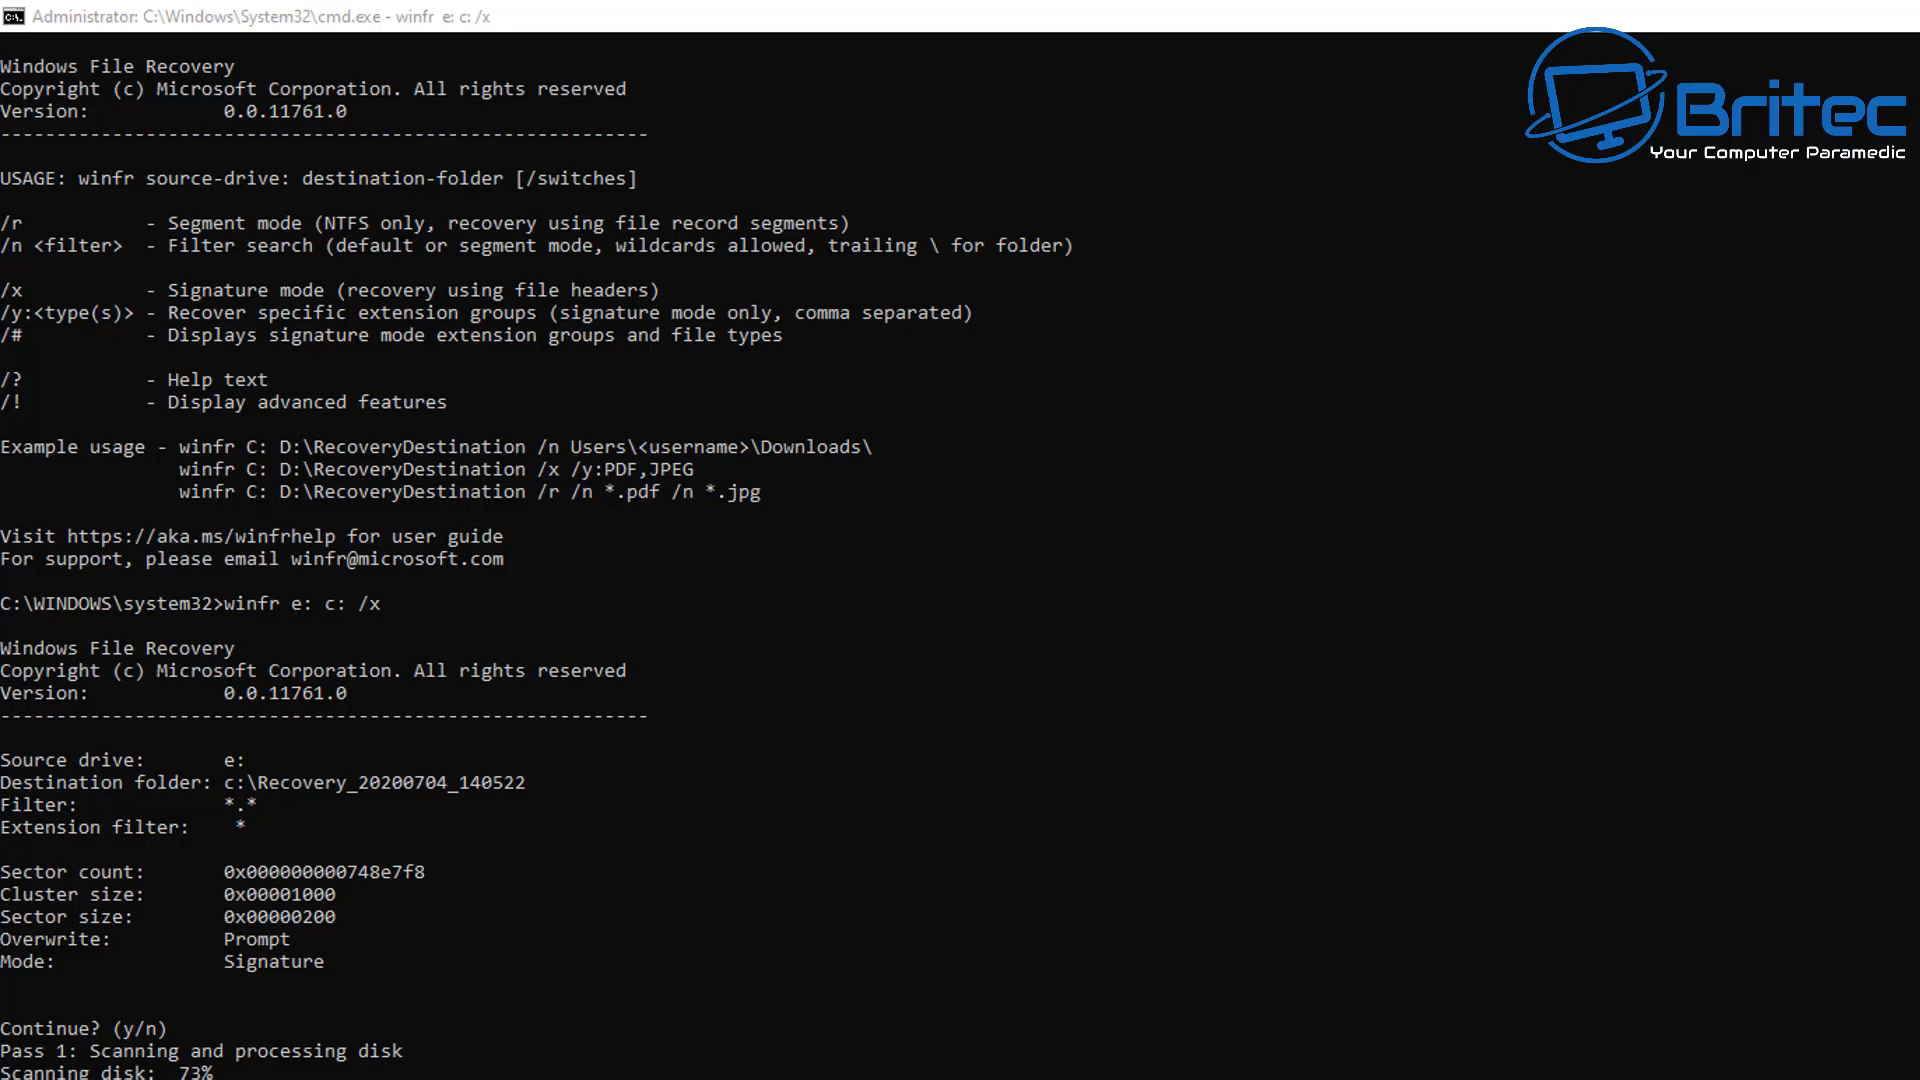 Administrator: C:\Windows\System32\cmd.exe - winfr  e: c: /x
Britec
Your Computer Paramedic
Windows File Recovery
Copyright (c) Microsoft Corporation. All rights reserved
Version:            0.0.11761.0
----------------------------------------------------------
USAGE: winfr source-drive: destination-folder [/switches]
/r           - Segment mode (NTFS only, recovery using file record segments)
/n <filter>  - Filter search (default or segment mode, wildcards allowed, trailing \ for folder)
/x           - Signature mode (recovery using file headers)
/y:<type(s)> - Recover specific extension groups (signature mode only, comma separated)
/#           - Displays signature mode extension groups and file types
/?           - Help text
/!           - Display advanced features
Example usage - winfr C: D:\RecoveryDestination /n Users\<username>\Downloads\
                winfr C: D:\RecoveryDestination /x /y:PDF,JPEG
                winfr C: D:\RecoveryDestination /r /n *.pdf /n *.jpg
Visit https://aka.ms/winfrhelp for user guide
For support, please email winfr@microsoft.com
C:\WINDOWS\system32>winfr e: c: /x
Windows File Recovery
Copyright (c) Microsoft Corporation. All rights reserved
Version:            0.0.11761.0
----------------------------------------------------------
Source drive:       e:
Destination folder: c:\Recovery_20200704_140522
Filter:             *.*
Extension filter:    *
Sector count:       0x000000000748e7f8
Cluster size:       0x00001000
Sector size:        0x00000200
Overwrite:          Prompt
Mode:               Signature
Continue? (y/n)
Pass 1: Scanning and processing disk
Scanning disk:  73%